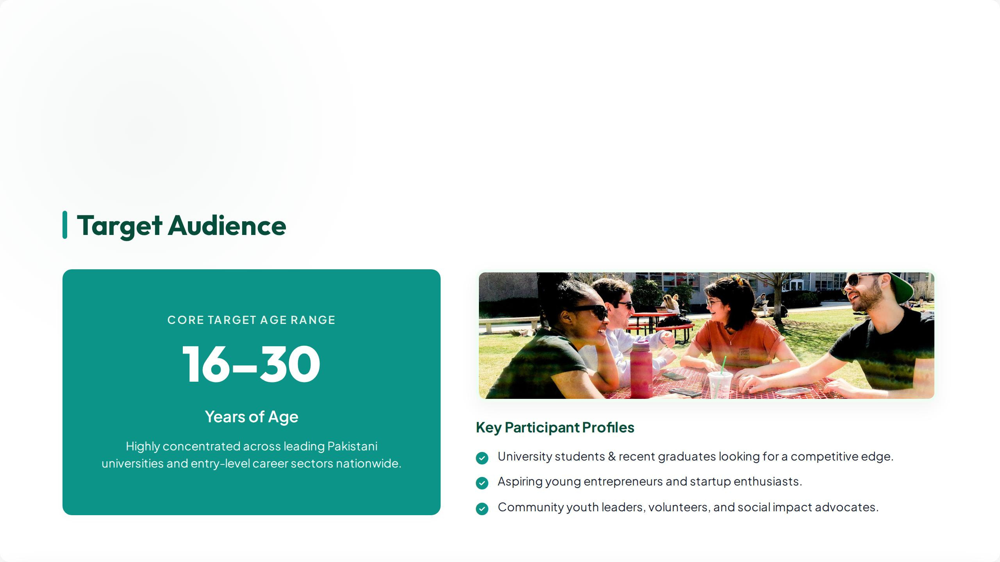 Target Audience
CORE TARGET AGE RANGE
16–30
Years of Age
Highly concentrated across leading Pakistani
universities and entry-level career sectors nationwide.
Key Participant Profiles
University students & recent graduates looking for a competitive edge.
Aspiring young entrepreneurs and startup enthusiasts.
Community youth leaders, volunteers, and social impact advocates.